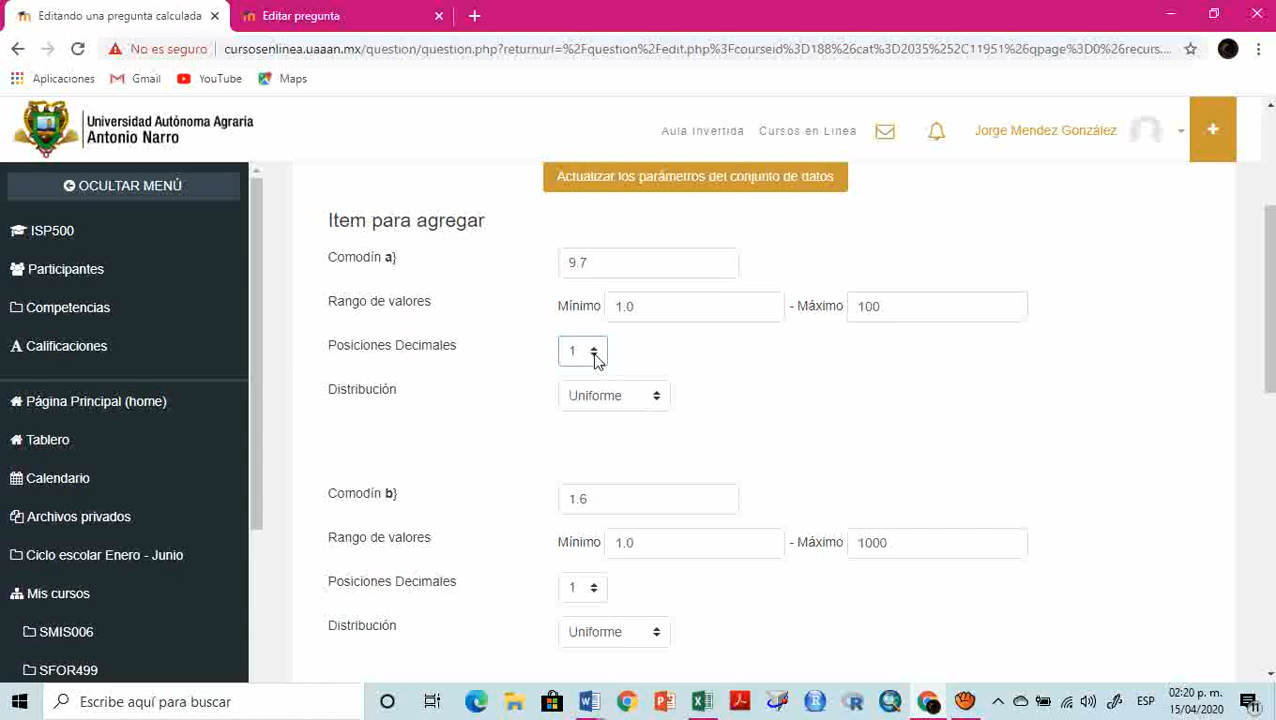 Editando una pregunta calculada
Editar pregunta
No es seguro
cursosenlinea.uaaan.mx/question/question.php?returnurl=%2Fquestion%2Fedit.php%3Fcourseid%3D188%26cat%3D2035%252C11951%26qpage%3D0%26recurs...
Aplicaciones
Gmail
YouTube
Maps
Universidad Autónoma Agraria
Antonio Narro
Aula Invertida
Cursos en Linea
Jorge Mendez González
OCULTAR MENÚ
ISP500
Participantes
Competencias
Calificaciones
Página Principal (home)
Tablero
Calendario
Archivos privados
Ciclo escolar Enero - Junio
Mis cursos
SMIS006
SFOR499
Actualizar los parámetros del conjunto de datos
Item para agregar
Comodín a}
9.7
Rango de valores
Mínimo
1.0
- Máximo
100
Posiciones Decimales
1
Distribución
Uniforme
Comodín b}
1.6
Rango de valores
Mínimo
1.0
- Máximo
1000
Posiciones Decimales
1
Distribución
Uniforme
Escribe aquí para buscar
ESP
02:20 p. m.
15/04/2020